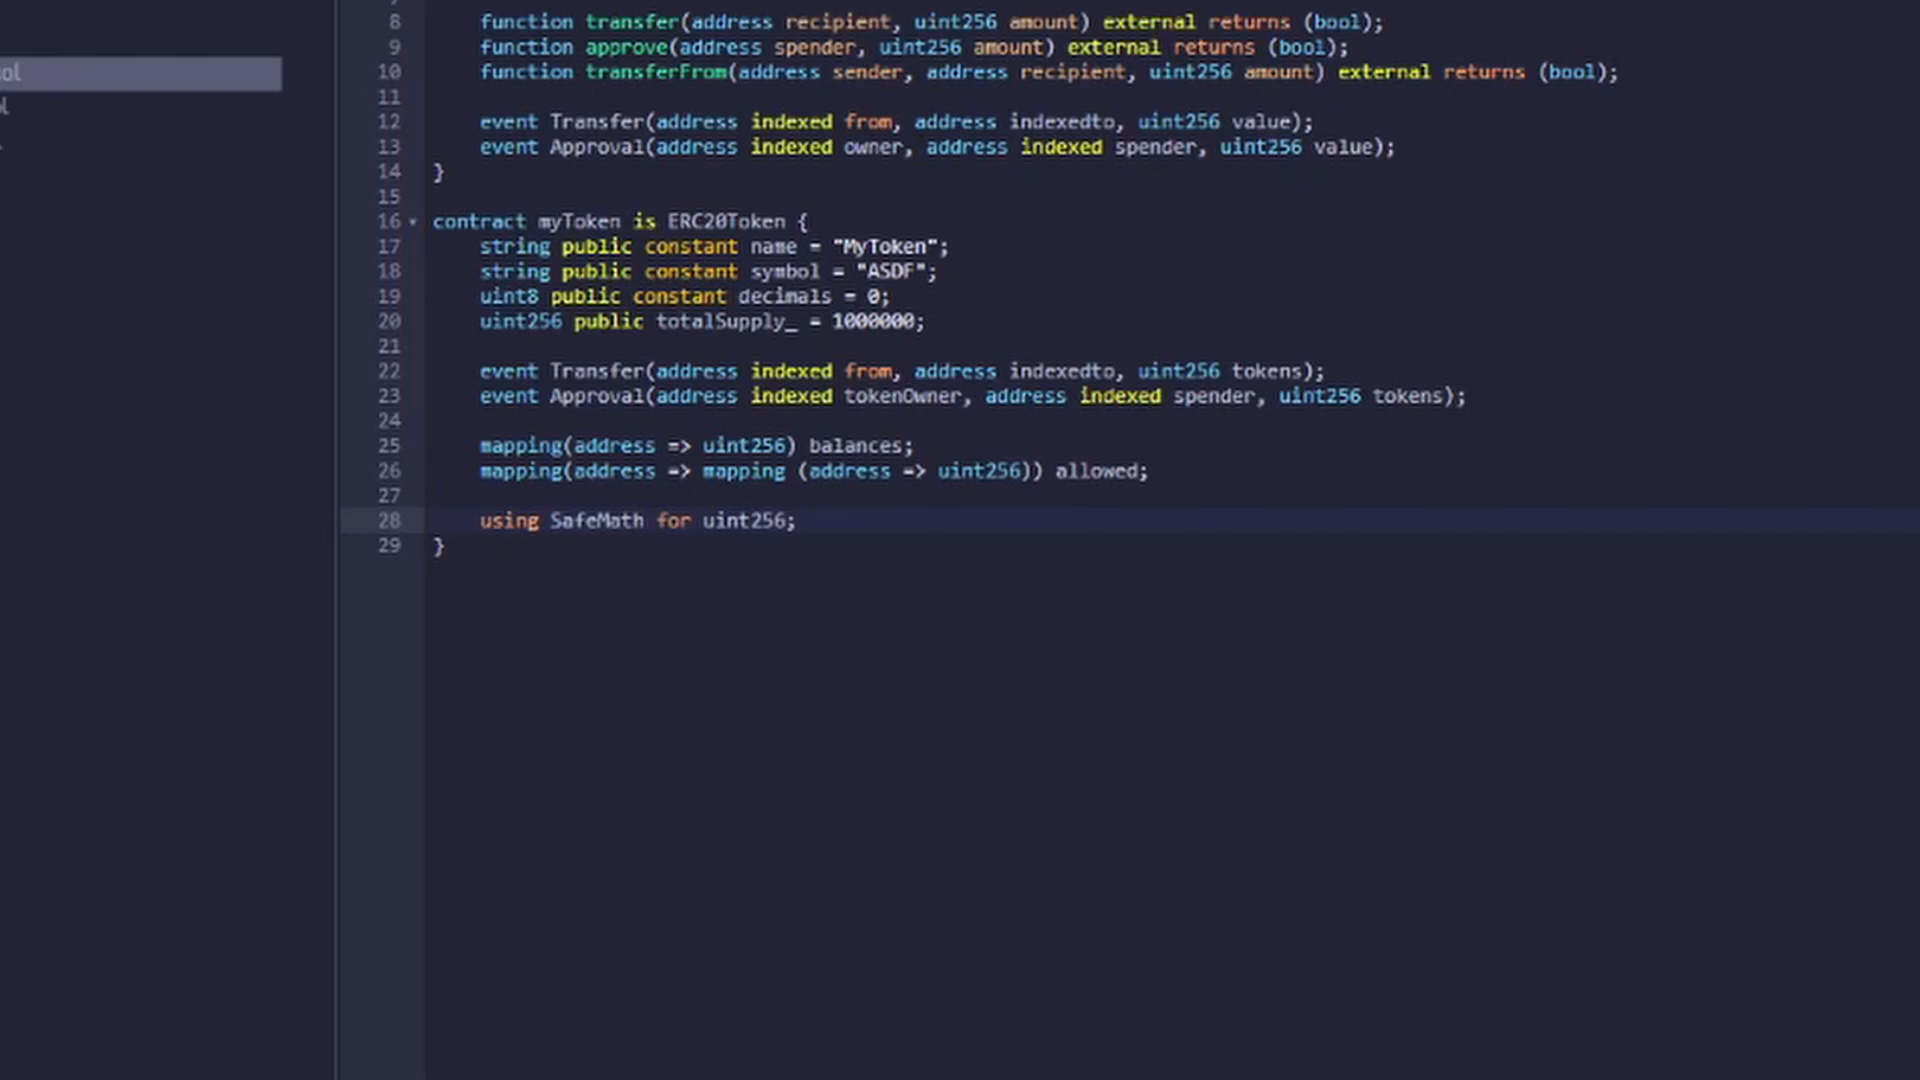 8 function transfer(address recipient, uint256 amount) external returns (bool);
ol
9 function approve(address spender, uint256 amount) external returns (bool);
10 function transferFrom(address sender, address recipient, uint256 amount) external returns (bool);
l
11
12 event Transfer(address indexed from, address indexedto, uint256 value);
13 event Approval(address indexed owner, address indexed spender, uint256 value);
14 }
15
16 contract myToken is ERC20Token {
17 string public constant name = "MyToken";
18 string public constant symbol = "ASDF";
19 uint8 public constant decimals = 0;
20 uint256 public totalSupply_ = 1000000;
21
22 event Transfer(address indexed from, address indexedto, uint256 tokens);
23 event Approval(address indexed tokenOwner, address indexed spender, uint256 tokens);
24
25 mapping(address => uint256) balances;
26 mapping(address => mapping (address => uint256)) allowed;
27
28 using SafeMath for uint256;
29 }